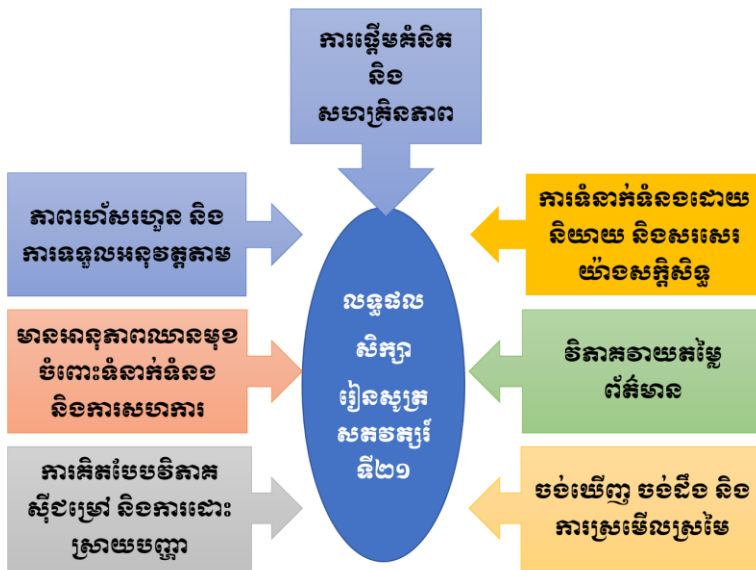 ការផ្តើមគំនិត
និង
សហគ្រិនភាព
ភាពរហ័សរហួន និង
ការទទួលអនុវត្តតាម
ការទំនាក់ទំនងដោយ
និយាយ និងសរសេរ
យ៉ាងសក្តិសិទ្ធ
លទ្ធផល
សិក្សា
រៀនសូត្រ
សតវត្សរ៍
ទី២១
មានអានុភាពឈានមុខ
ចំពោះទំនាក់ទំនង
និងការសហការ
វិភាគវាយតម្លៃ
ព័ត៌មាន
ការគិតបែបវិភាគ
ស៊ីជម្រៅ និងការដោះ
ស្រាយបញ្ហា
ចង់ឃើញ ចង់ដឹង និង
ការស្រមើលស្រមៃ